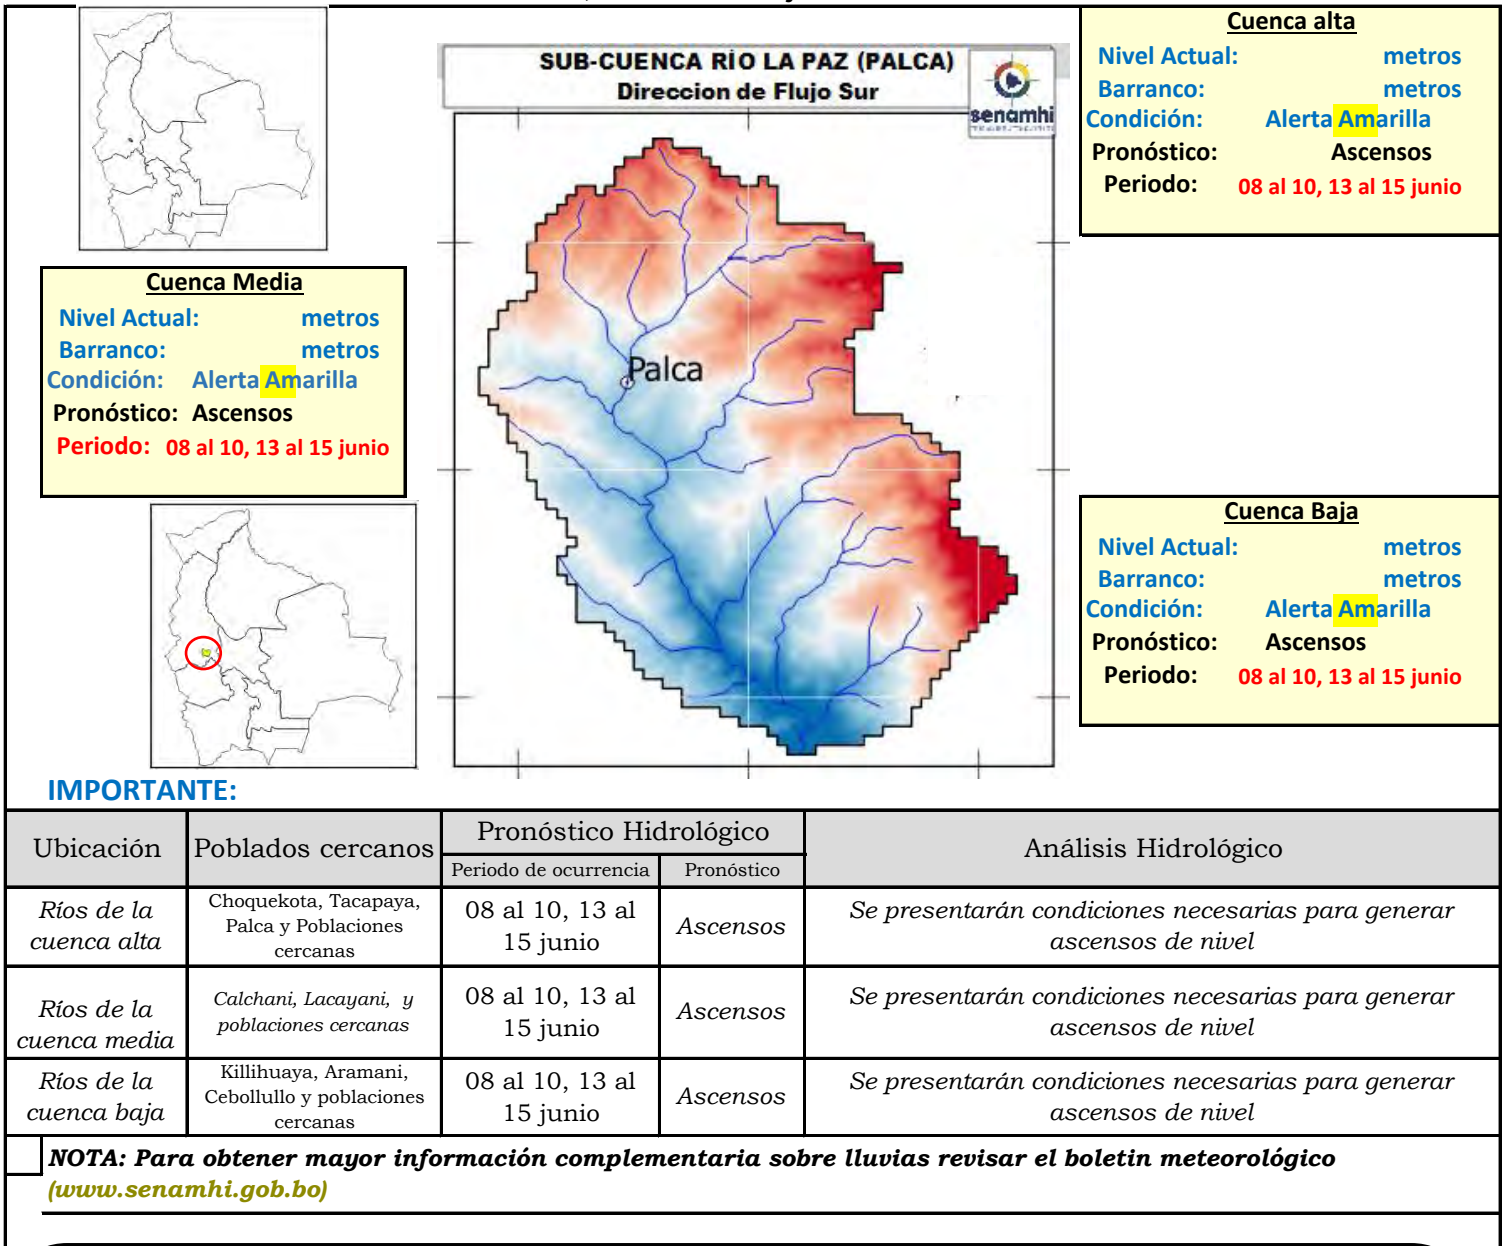 SUB-CUENCA RÍO LA PAZ (PALCA)
Direccion de Flujo Sur
senamhi
Palca
Cuenca alta
Nivel Actual: metros
Barranco: metros
Condición: Alerta Amarilla
Pronóstico: Ascensos
Periodo: 08 al 10, 13 al 15 junio
Cuenca Media
Nivel Actual: metros
Barranco: metros
Condición: Alerta Amarilla
Pronóstico: Ascensos
Periodo: 08 al 10, 13 al 15 junio
Cuenca Baja
Nivel Actual: metros
Barranco: metros
Condición: Alerta Amarilla
Pronóstico: Ascensos
Periodo: 08 al 10, 13 al 15 junio
IMPORTANTE:
Ubicación Poblados cercanos Pronóstico Hidrológico Análisis Hidrológico
Periodo de ocurrencia Pronóstico
Ríos de la
cuenca alta
Choquekota, Tacapaya,
Palca y Poblaciones
cercanas
08 al 10, 13 al
15 junio
Ascensos
Se presentarán condiciones necesarias para generar
ascensos de nivel
Ríos de la
cuenca media
Calchani, Lacayani, y
poblaciones cercanas
08 al 10, 13 al
15 junio
Ascensos
Se presentarán condiciones necesarias para generar
ascensos de nivel
Ríos de la
cuenca baja
Killihuaya, Aramani,
Cebollullo y poblaciones
cercanas
08 al 10, 13 al
15 junio
Ascensos
Se presentarán condiciones necesarias para generar
ascensos de nivel
NOTA: Para obtener mayor información complementaria sobre lluvias revisar el boletin meteorológico
(www.senamhi.gob.bo)